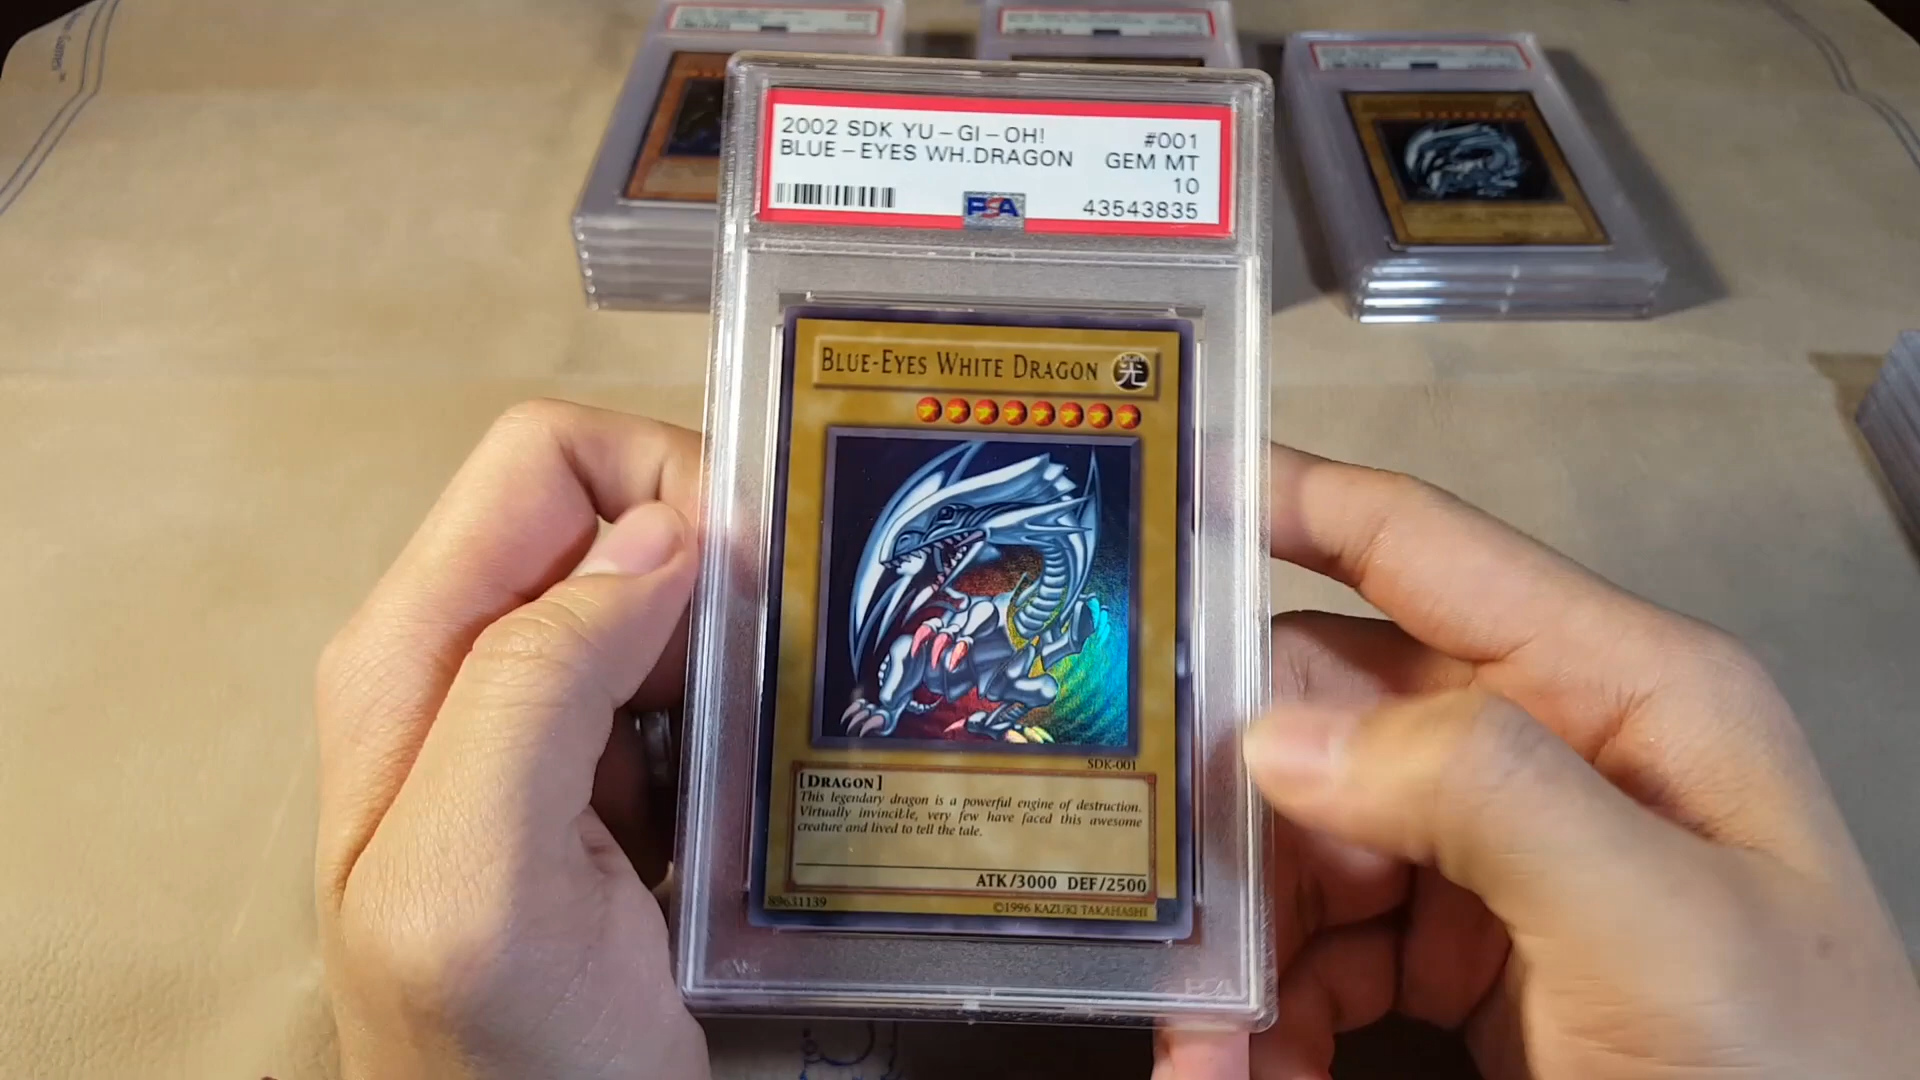 2002 SDK YU-GI-OH! #001
BLUE-EYES WH.DRAGON GEM MT
10
PSA 43543835
BLUE-EYES WHITE DRAGON 光
SDK-001
[DRAGON]
This legendary dragon is a powerful engine of destruction.
Virtually invincible, very few have faced this awesome
creature and lived to tell the tale.
ATK/3000 DEF/2500
89631139 ©1996 KAZUKI TAKAHASHI